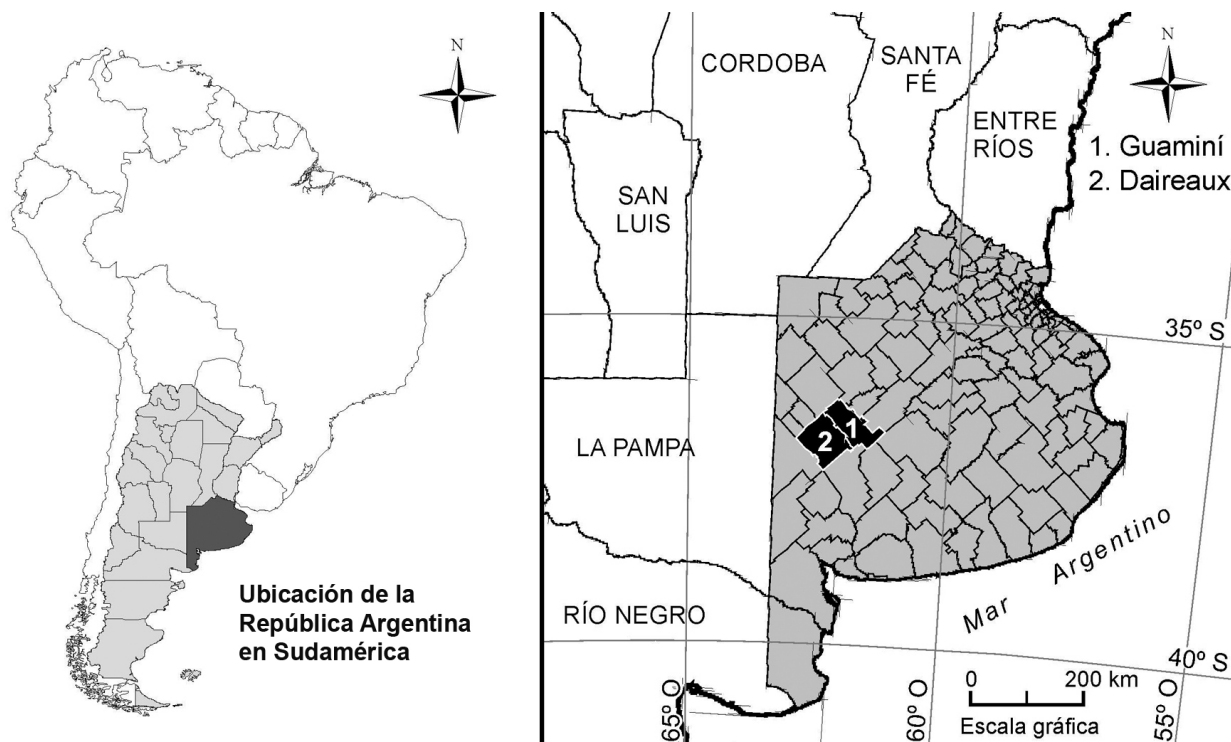 N
Ubicación de la
República Argentina
en Sudamérica
N
CORDOBA
SANTA
FÉ
ENTRE
RÍOS
1. Guaminí
2. Daireaux
SAN
LUIS
35º S
1
2
LA PAMPA
Mar Argentino
RÍO NEGRO
40º S
0 200 km
Escala gráfica
65º O
60º O
55º O